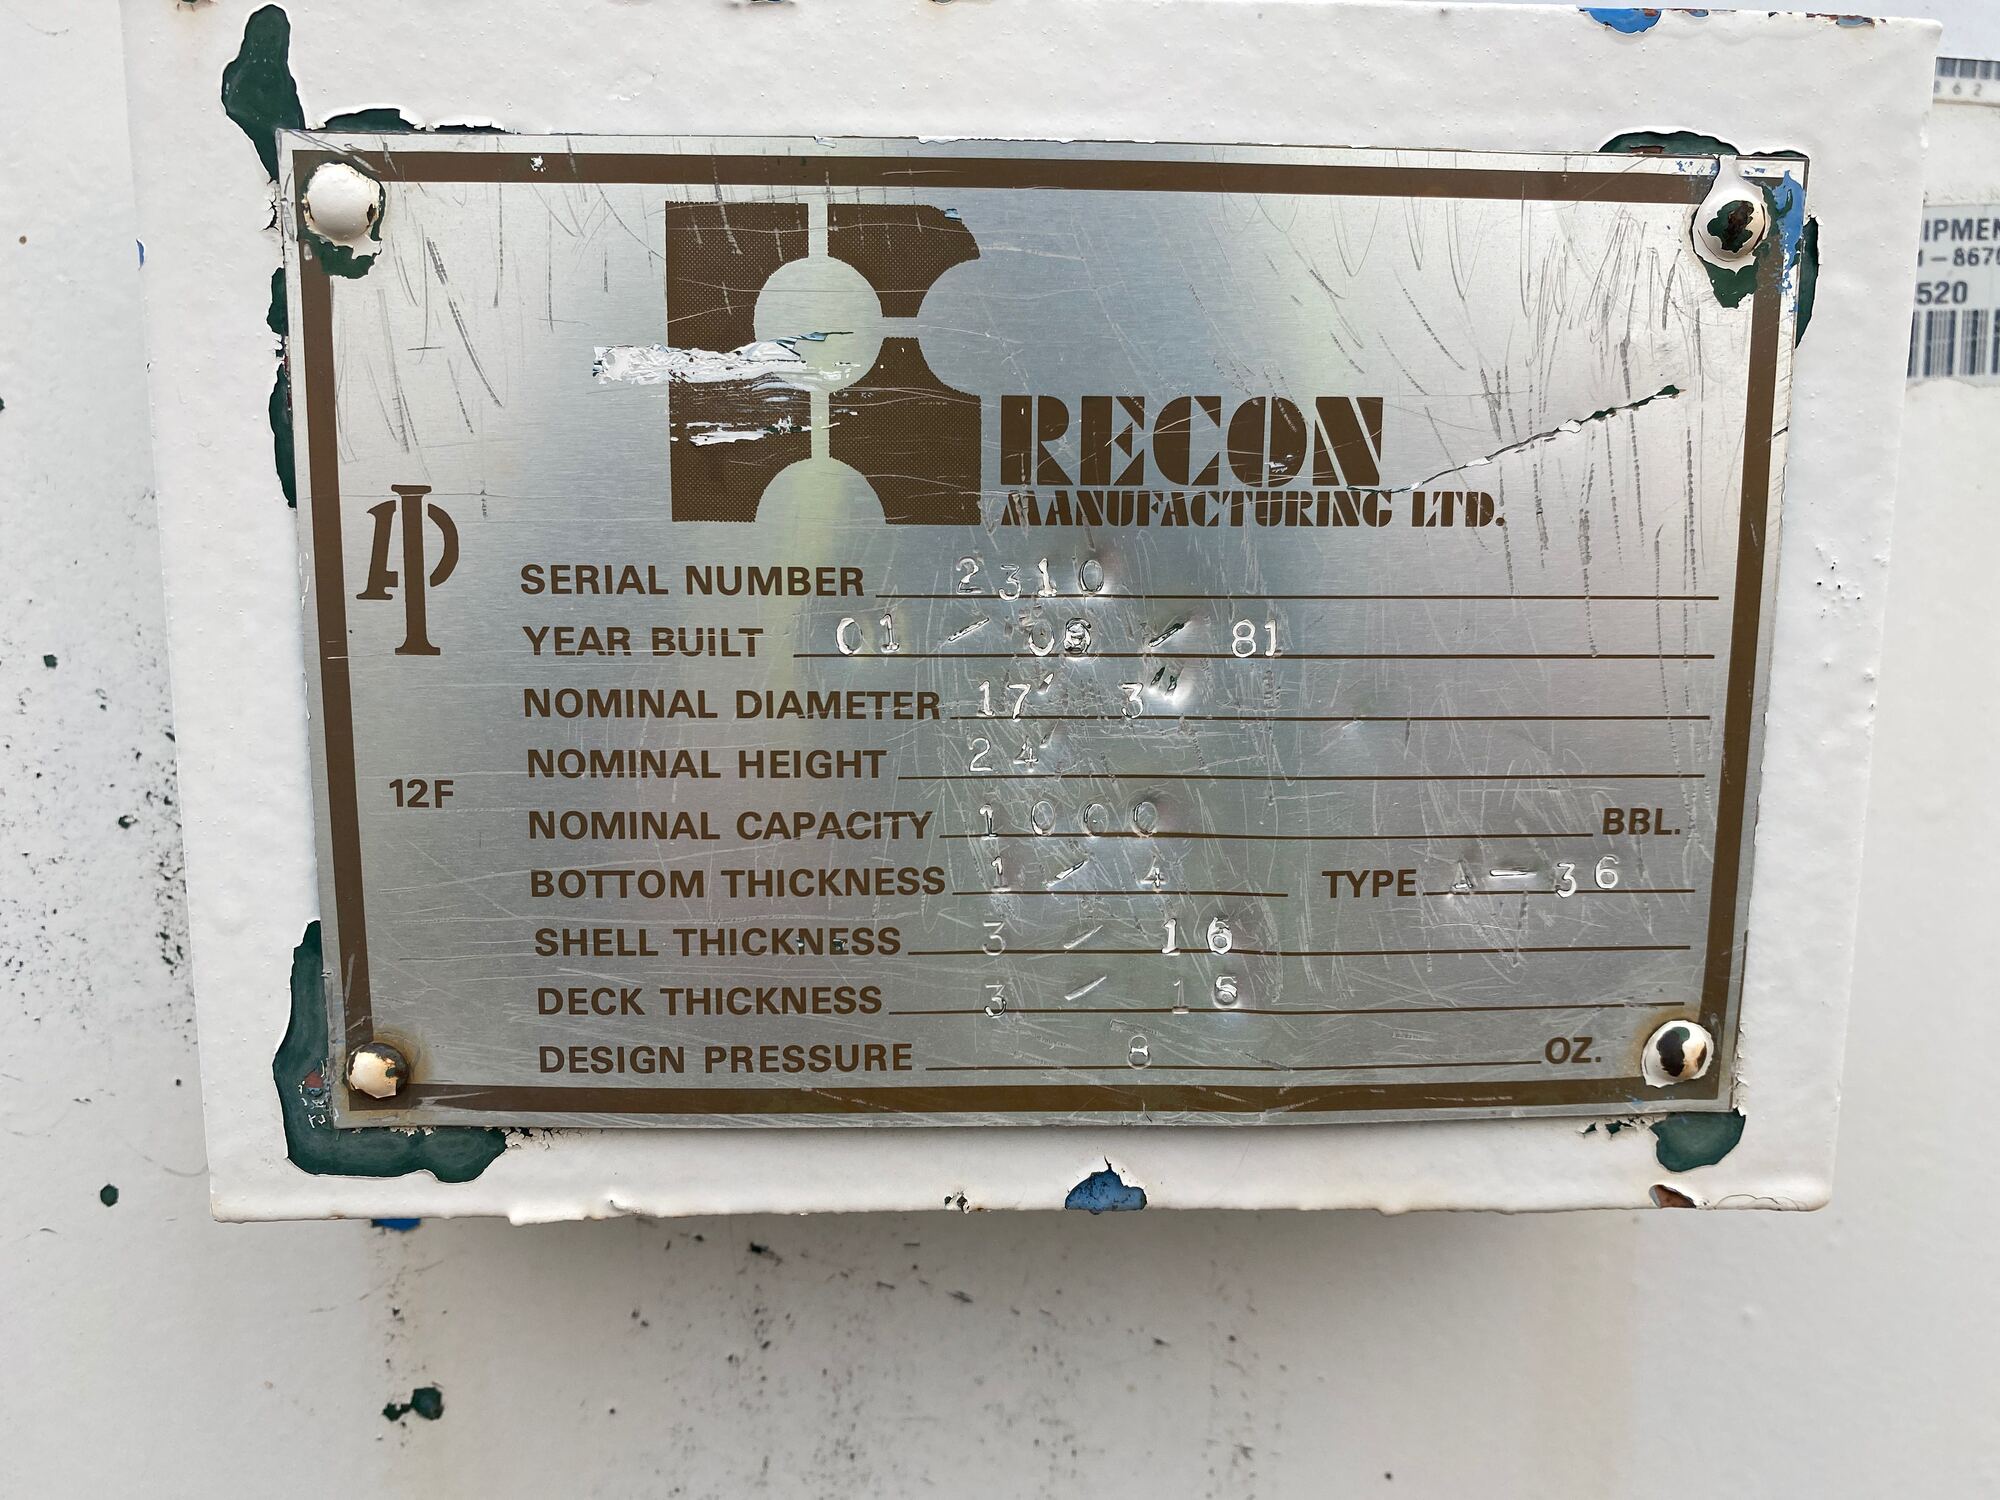 862
RECON
MANUFACTURING LTD.
API
SERIAL NUMBER 2310
YEAR BUILT 01 / 08 / 81
NOMINAL DIAMETER 17' 3"
NOMINAL HEIGHT 24'
12F
NOMINAL CAPACITY 1000 BBL.
BOTTOM THICKNESS 1 / 4 TYPE A-36
SHELL THICKNESS 3 / 16
DECK THICKNESS 3 / 16
DESIGN PRESSURE 8 OZ.
520